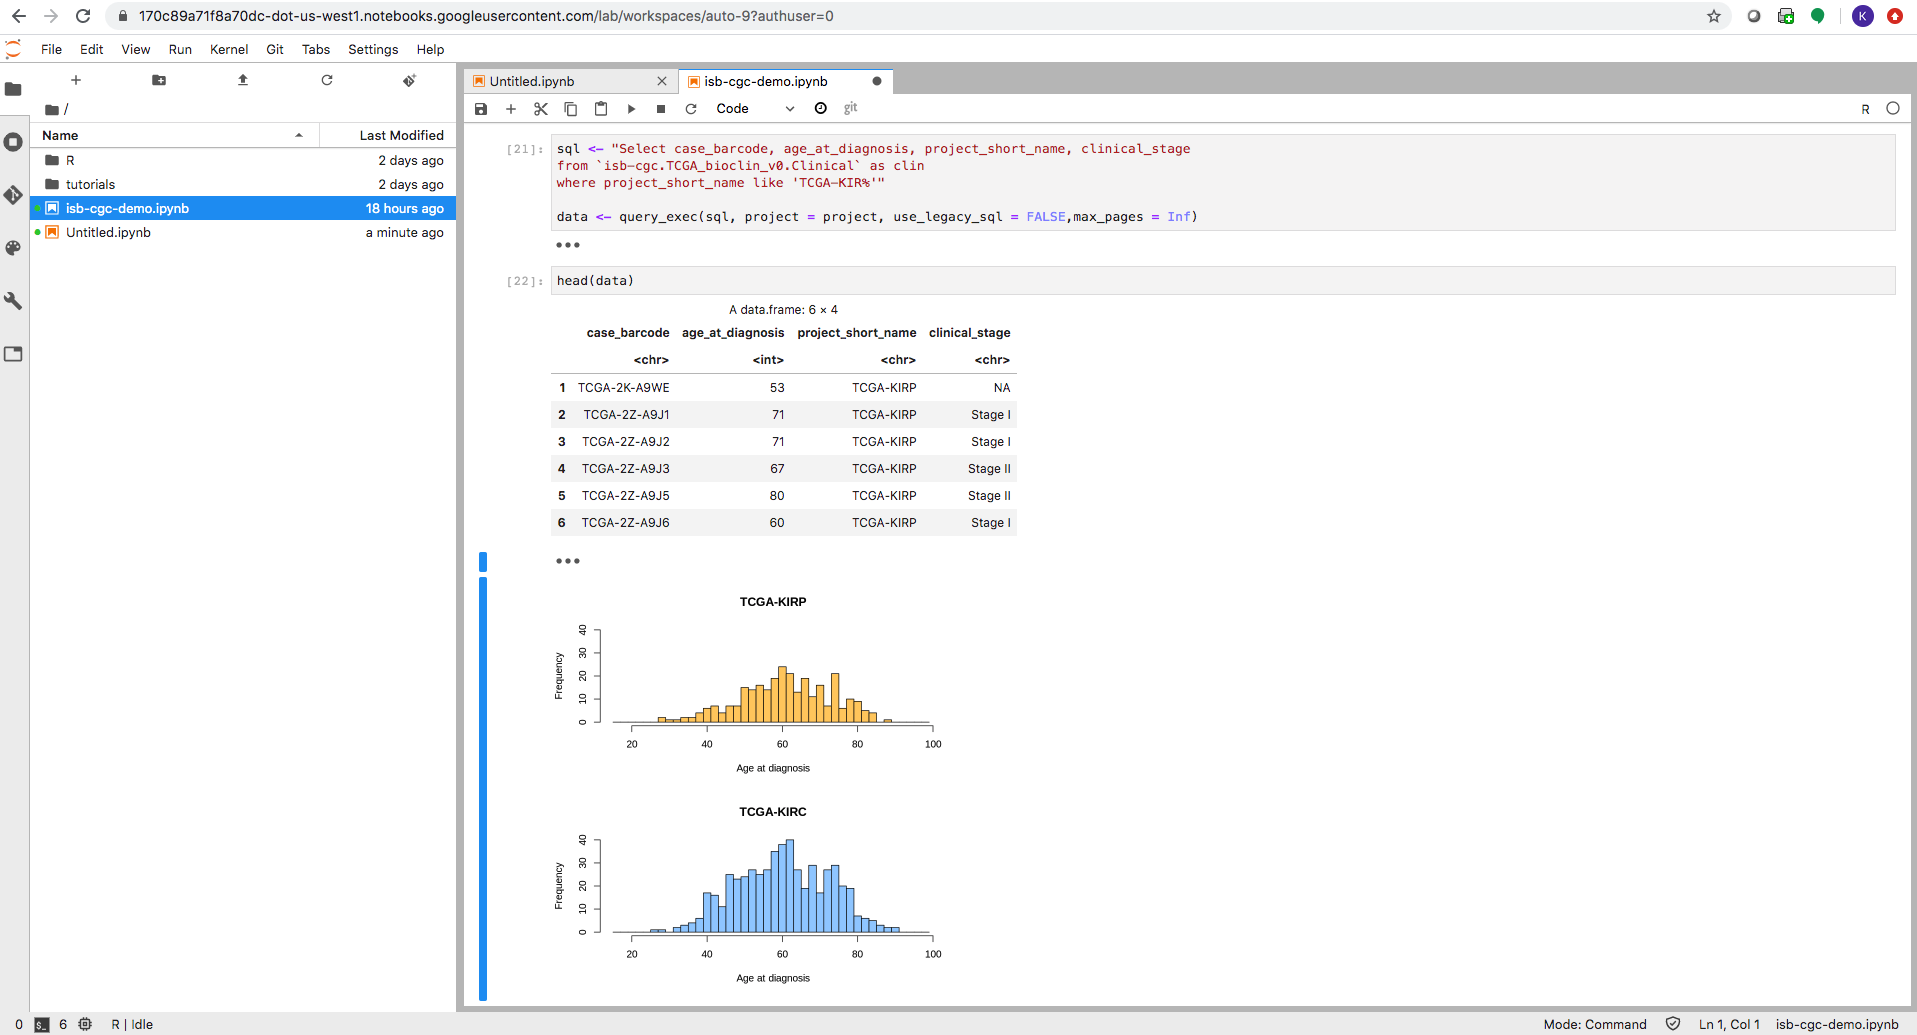 170c89a71f8a70dc-dot-us-west1.notebooks.googleusercontent.com/lab/workspaces/auto-9?authuser=0
K
File Edit View Run Kernel Git Tabs Settings Help
Untitled.ipynb
isb-cgc-demo.ipynb
/
Code
git
R
Name Last Modified
R 2 days ago
tutorials 2 days ago
isb-cgc-demo.ipynb 18 hours ago
Untitled.ipynb a minute ago
[21]: sql <- "Select case_barcode, age_at_diagnosis, project_short_name, clinical_stage
from `isb-cgc.TCGA_bioclin_v0.Clinical` as clin
where project_short_name like 'TCGA-KIR%'"
data <- query_exec(sql, project = project, use_legacy_sql = FALSE,max_pages = Inf)
[22]: head(data)
A data.frame: 6 × 4
case_barcode age_at_diagnosis project_short_name clinical_stage
<chr> <int> <chr> <chr>
1 TCGA-2K-A9WE 53 TCGA-KIRP NA
2 TCGA-2Z-A9J1 71 TCGA-KIRP Stage I
3 TCGA-2Z-A9J2 71 TCGA-KIRP Stage I
4 TCGA-2Z-A9J3 67 TCGA-KIRP Stage II
5 TCGA-2Z-A9J5 80 TCGA-KIRP Stage II
6 TCGA-2Z-A9J6 60 TCGA-KIRP Stage I
TCGA-KIRP
Frequency
40
30
20
10
0
20 40 60 80 100
Age at diagnosis
TCGA-KIRC
Frequency
40
30
20
10
0
20 40 60 80 100
Age at diagnosis
0 $_ 6 R | Idle
Mode: Command Ln 1, Col 1 isb-cgc-demo.ipynb